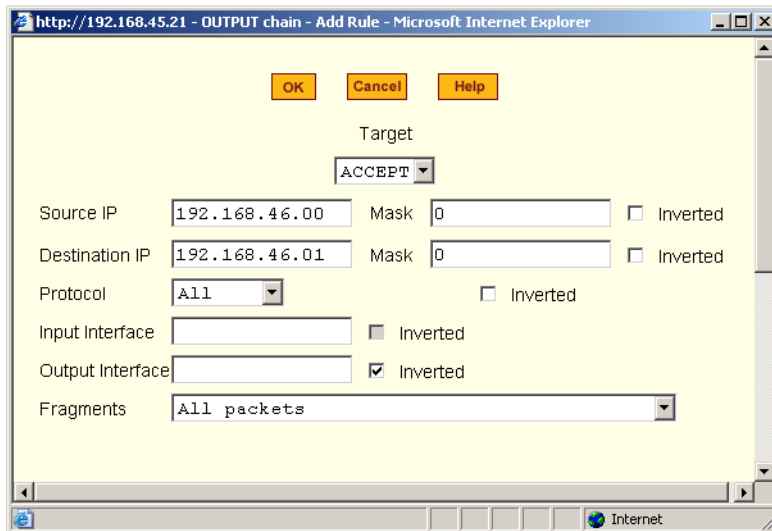 http://192.168.45.21 - OUTPUT chain - Add Rule - Microsoft Internet Explorer
OK Cancel Help
Target
ACCEPT
Source IP 192.168.46.00 Mask 0 Inverted
Destination IP 192.168.46.01 Mask 0 Inverted
Protocol All Inverted
Input Interface Inverted
Output Interface Inverted
Fragments All packets
Internet